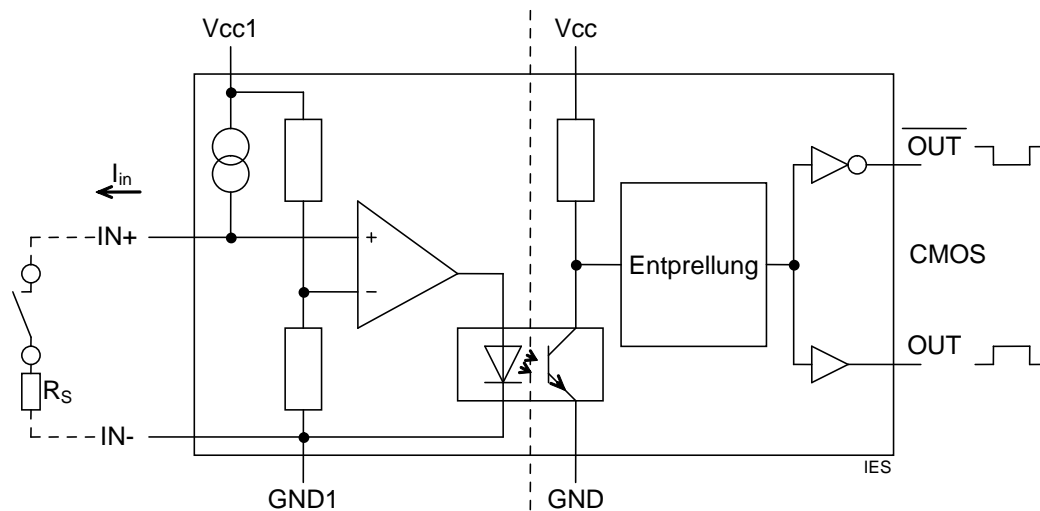 Vcc1
Vcc
OUT
Iin
IN+
+
Entprellung
CMOS
−
OUT
RS
IN-
IES
GND1
GND